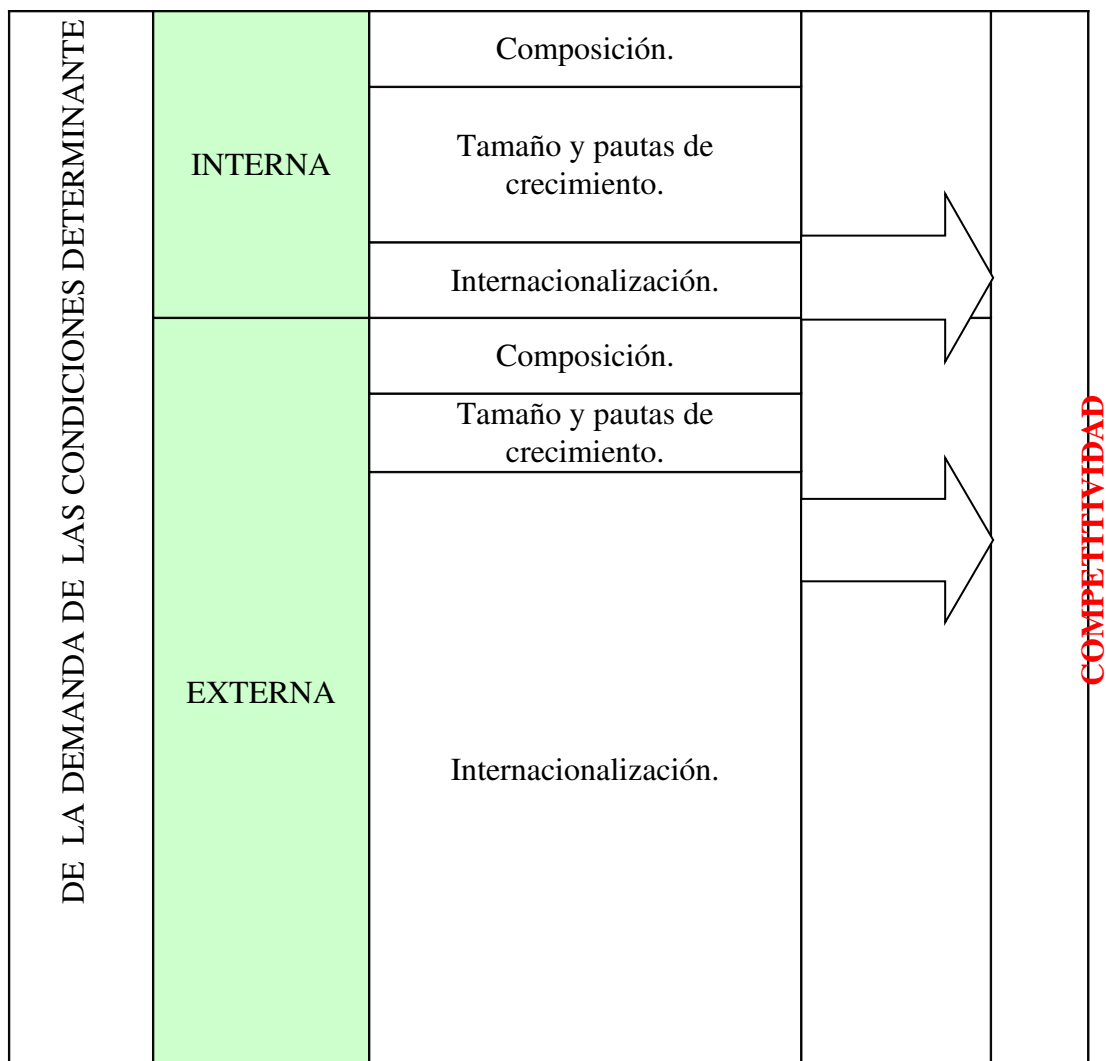 DE  LA DEMANDA DE  LAS CONDICIONES DETERMINANTE
INTERNA
Composición.
Tamaño y pautas de
crecimiento.
Internacionalización.
EXTERNA
Composición.
Tamaño y pautas de
crecimiento.
Internacionalización.
COMPETITIVIDAD